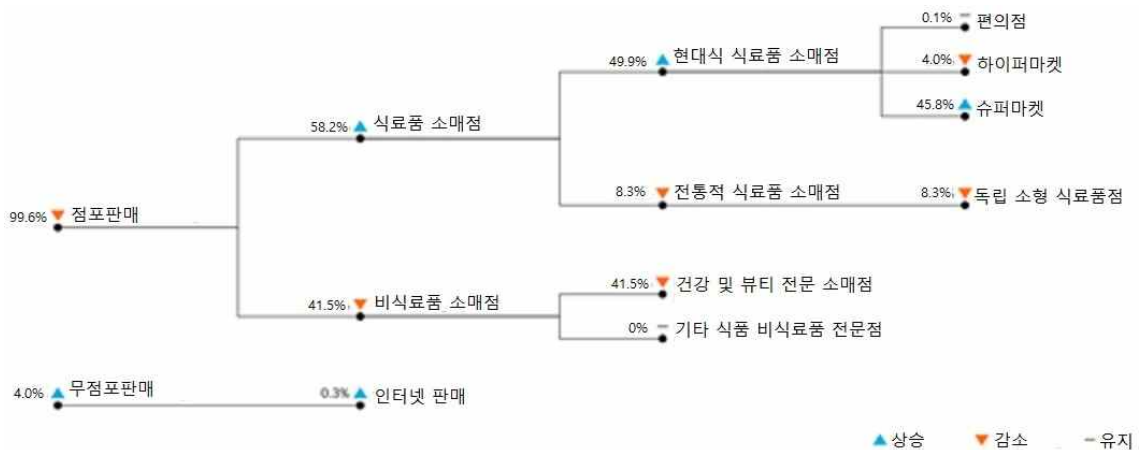 0.1% 편의점
49.9% 현대식 식료품 소매점
4.0% 하이퍼마켓
45.8% 슈퍼마켓
58.2% 식료품 소매점
8.3% 전통적 식료품 소매점
8.3% 독립 소형 식료품점
99.6% 점포판매
41.5% 비식료품 소매점
41.5% 건강 및 뷰티 전문 소매점
0% 기타 식품 비식료품 전문점
4.0% 무점포판매
0.3% 인터넷 판매
상승 감소 유지